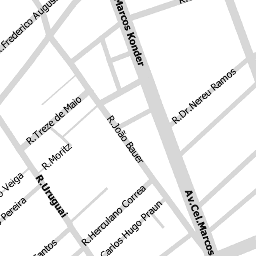 R.Frederico Augus
Marcos Konder
R.Dr.Nereu Ramos
R.Treze de Maio
R.João Bauer
R.Moritz
Veiga
R.Uruguai
Pereira
R.Herculano Correa
Carlos Hugo Praun
Av.Cel.Marcos
antos